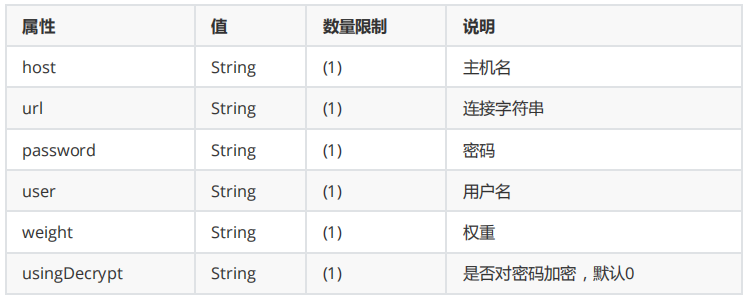 属性 值 数量限制 说明
host String (1) 主机名
url String (1) 连接字符串
password String (1) 密码
user String (1) 用户名
weight String (1) 权重
usingDecrypt String (1) 是否对密码加密，默认0